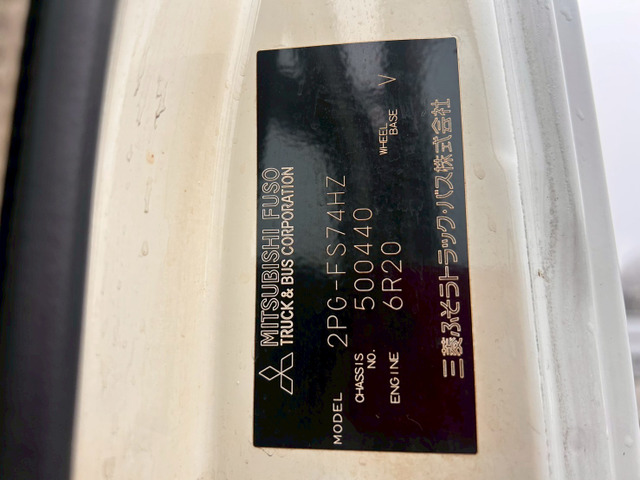 MITSUBISHI FUSO
TRUCK & BUS CORPORATION
MODEL 2PG-FS74HZ
CHASSIS NO. 500440
ENGINE 6R20 WHEEL BASE V
三菱ふそうトラック・バス株式会社